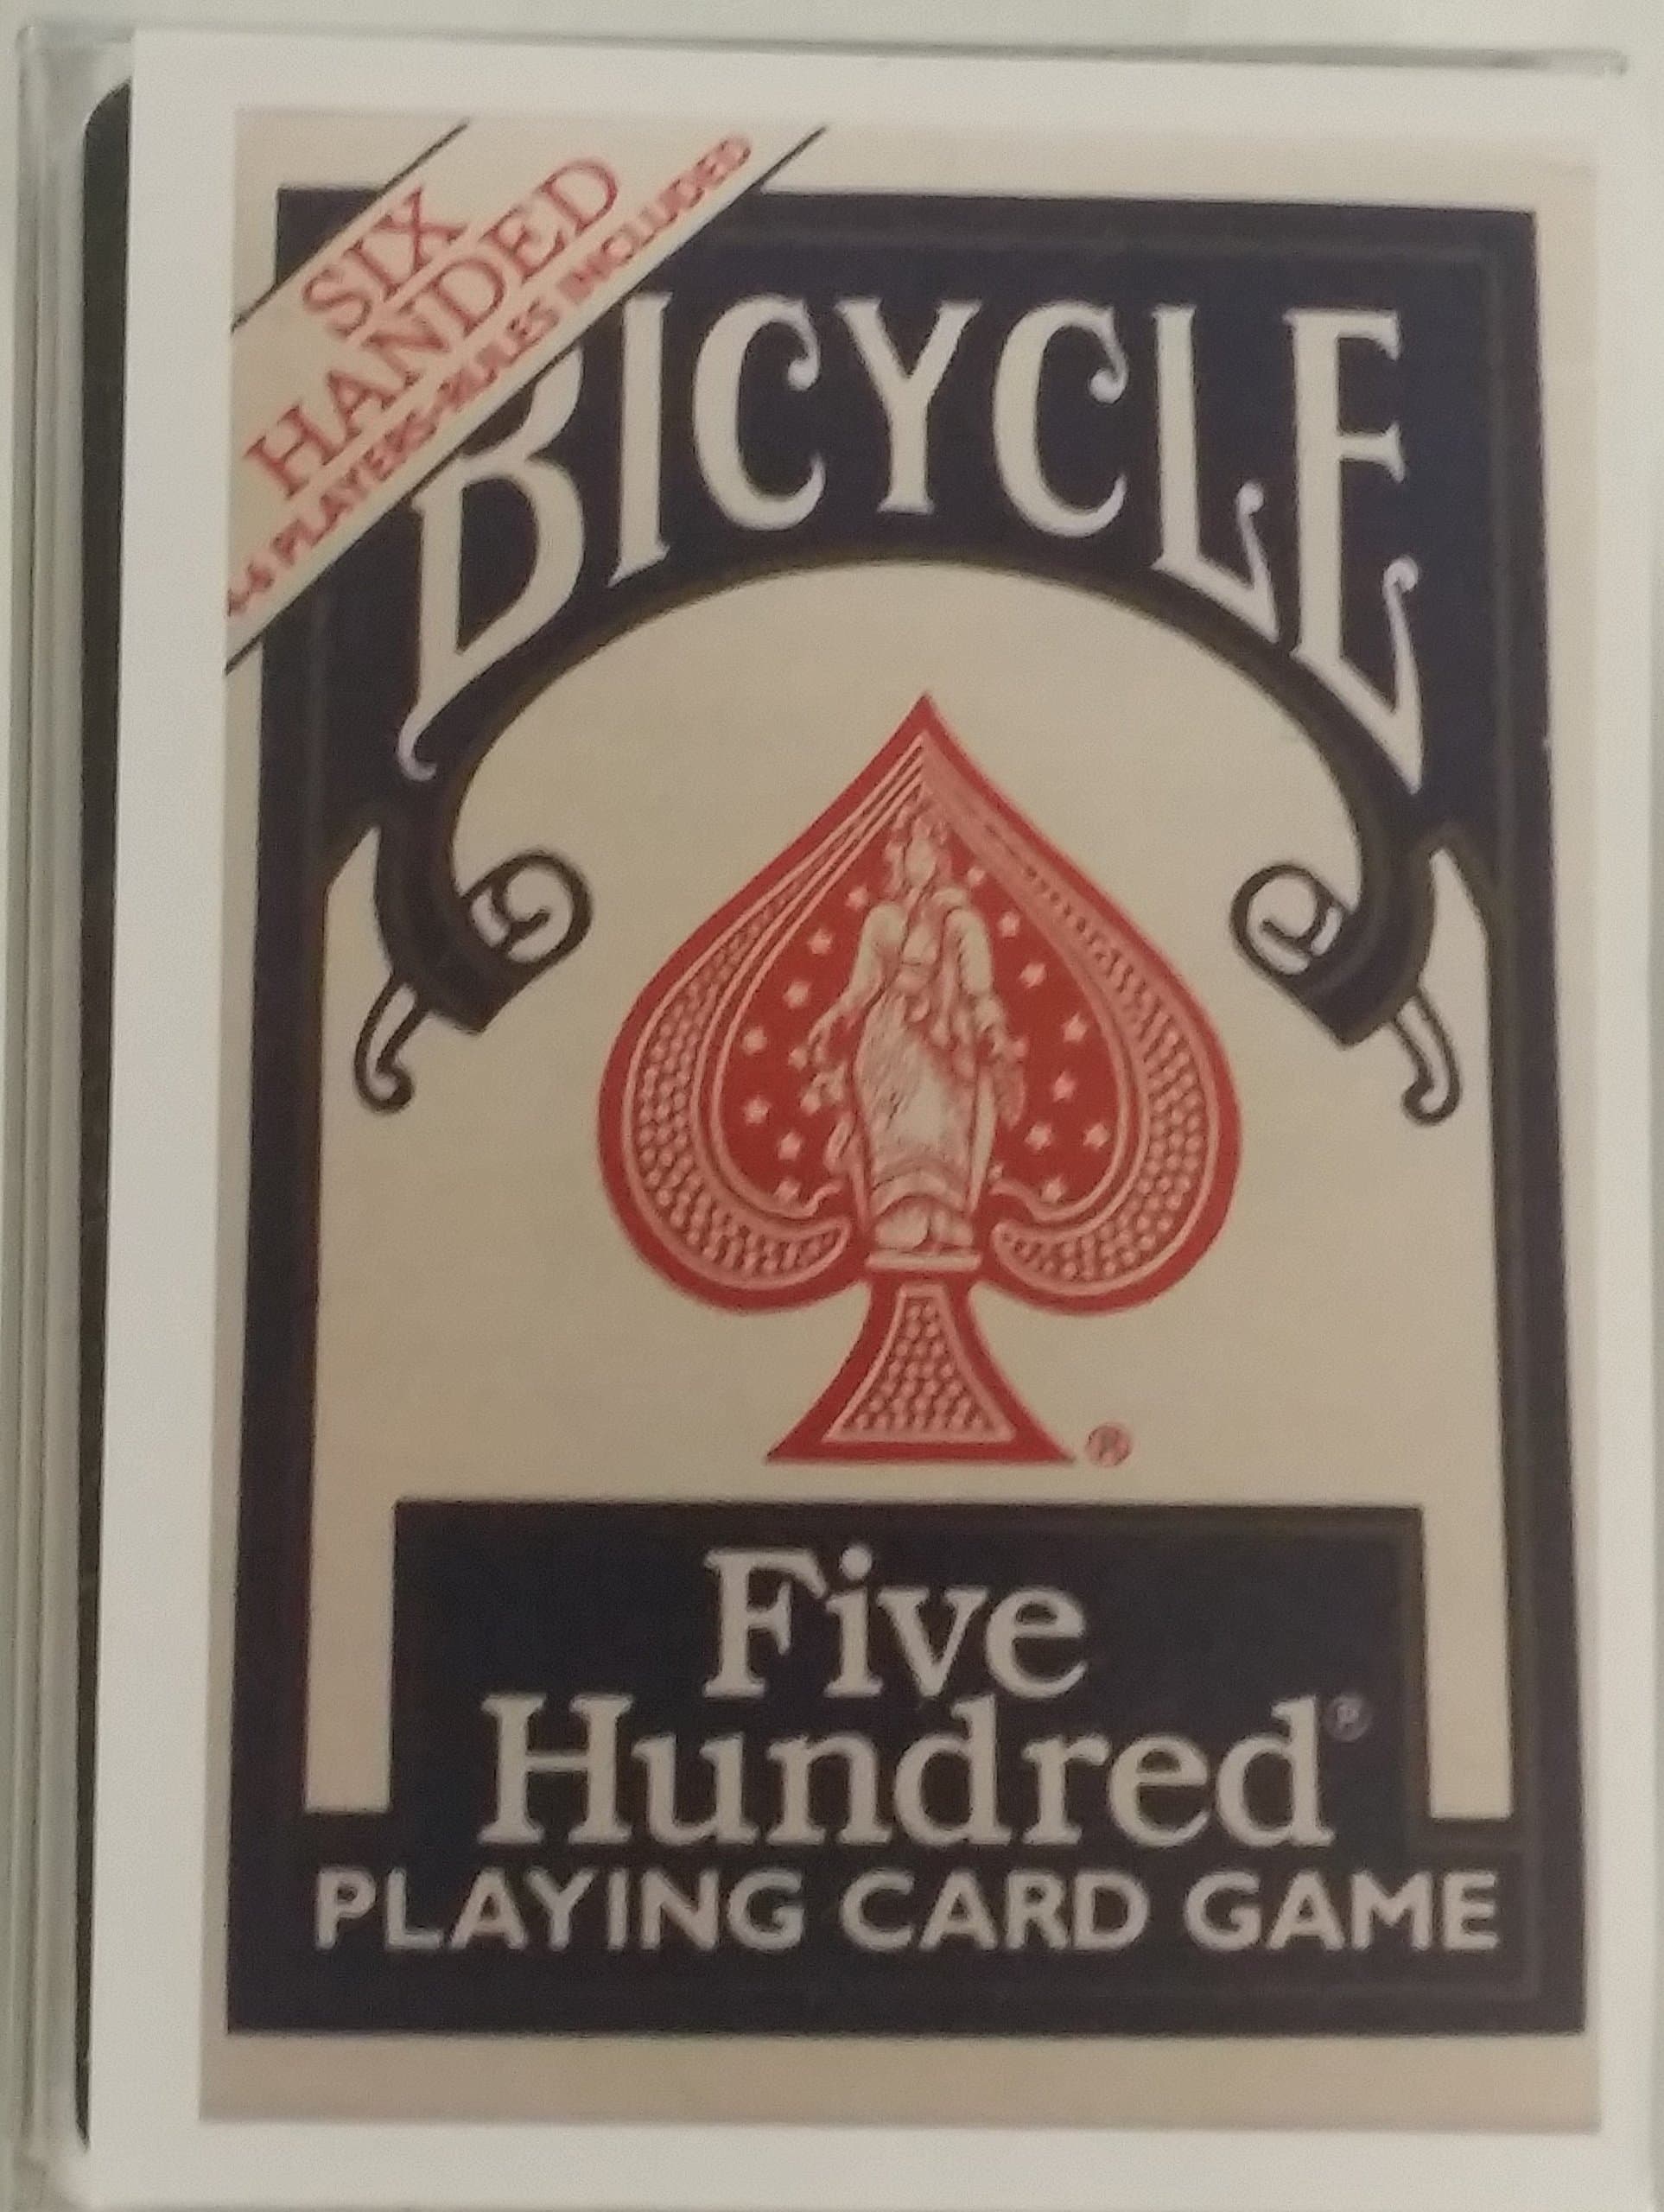 SIX
HANDED
4-6 PLAYERS-RULES INCLUDED
BICYCLE
®
Five
Hundred®
PLAYING CARD GAME